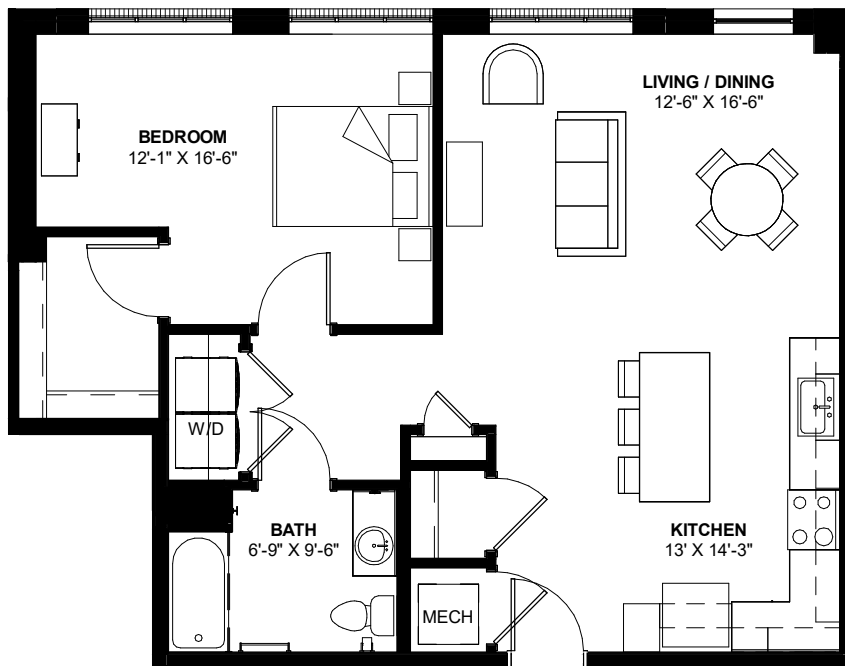 LIVING / DINING
12'-6" X 16'-6"
BEDROOM
12'-1" X 16'-6"
W/D
BATH
6'-9" X 9'-6"
KITCHEN
13' X 14'-3"
MECH